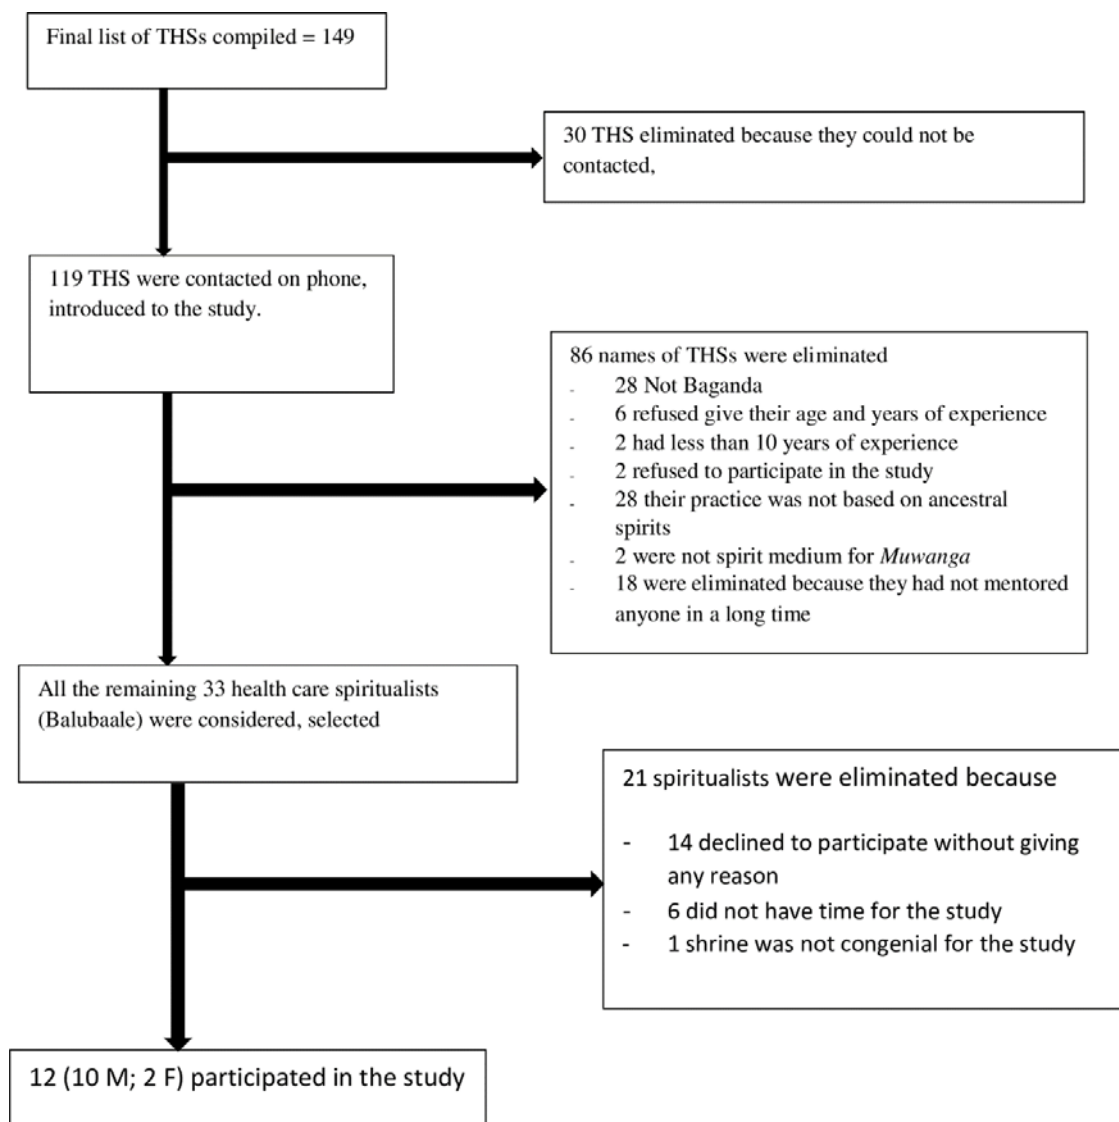 Final list of THSs compiled = 149
30 THS eliminated because they could not be
contacted,
119 THS were contacted on phone,
introduced to the study.
86 names of THSs were eliminated
- 28 Not Baganda
- 6 refused give their age and years of experience
- 2 had less than 10 years of experience
- 2 refused to participate in the study
- 28 their practice was not based on ancestral
spirits
- 2 were not spirit medium for Muwanga
- 18 were eliminated because they had not mentored
anyone in a long time
All the remaining 33 health care spiritualists
(Balubaale) were considered, selected
21 spiritualists were eliminated because
- 14 declined to participate without giving
any reason
- 6 did not have time for the study
- 1 shrine was not congenial for the study
12 (10 M; 2 F) participated in the study